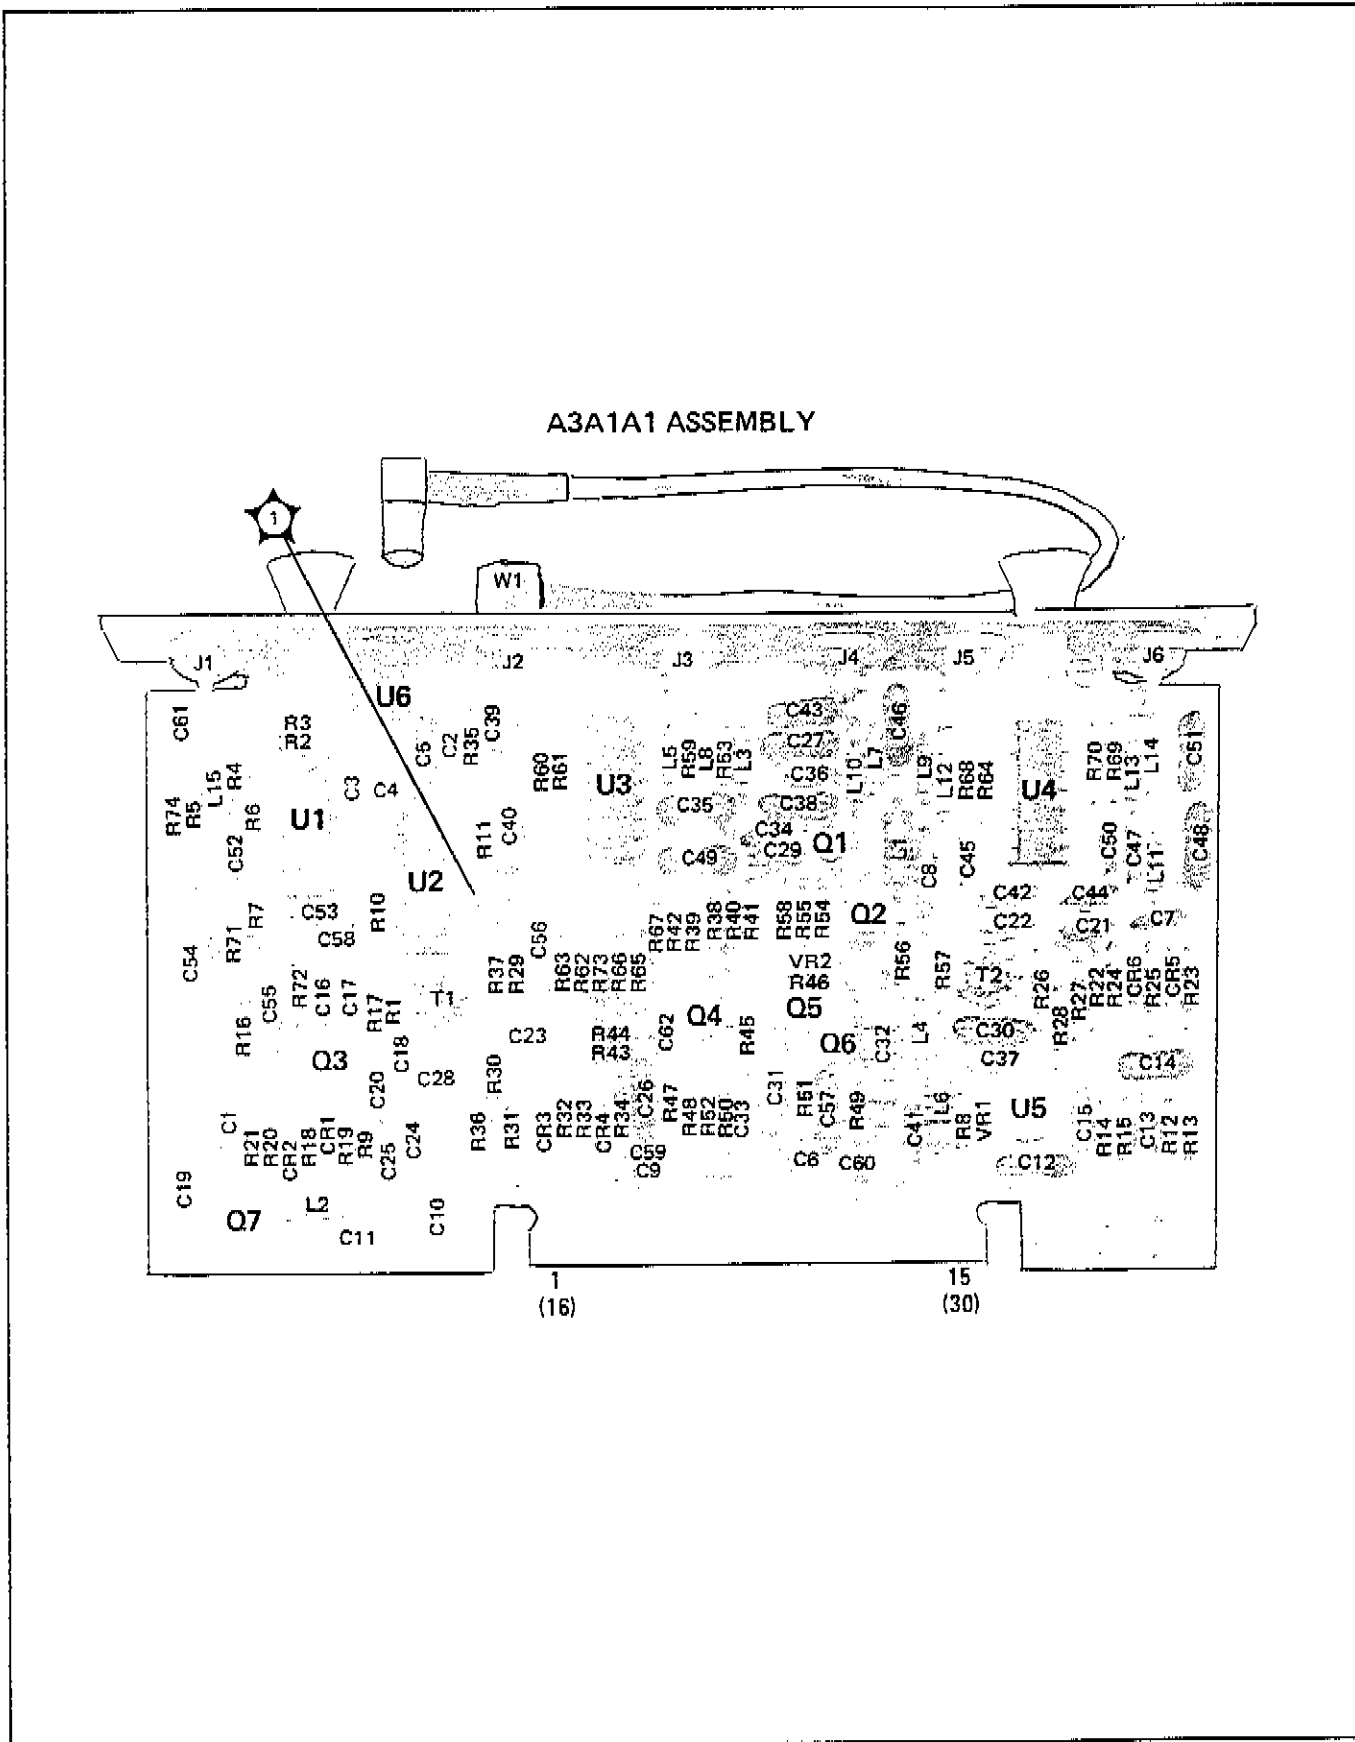 A3A1A1 ASSEMBLY
1
W1
J1 J2 J3 J4 J5 J6
U6
C61 R3 C39 C43 C46
R2 C5 C2 R35 C27 L5 R59 L8 R53 L3 L10 L7 L9 R70 R69 L13 L14 C51
L15 R4 C3 C4 R60 R61 U3 C36 L12 R68 R64 U4
R74 R5 R6 U1 R11 C40 C35 C38
C52 C34 Q1 L1 C50 C47 C48
C49 C29 C8 C45 L11
U2 C42 C44
R7 C53 R10 R67 R42 R39 R38 R40 R41 R58 R55 R54 Q2 C22 C21 C7
R71 C58 C56
C54 R37 R29 R63 R62 R73 R66 R65 VR2 R56 R57 T2
C55 R72 C16 C17 R17 R1 T1 R46 R26 R27 R22 R24 CR6 R25 CR5 R23
Q4 Q5
R16 C23 R44 C62 R45 Q6 C32 L4 C30 R28
Q3 C18 R43 C37 C14
C20 C28 R30 C31
C1 C26 R47 R51 C57 R49 L6 U5
R21 R20 CR2 R18 CR1 R19 R9 C25 C24 R36 R31 CR3 R32 R33 CR4 R34 R48 R52 R50 C33 C41 R8 VR1 C15 R14 R15 C13 R12 R13
C59 C6 C60 C12
C9
C19 L2
Q7 C11 C10
1 15
(16) (30)